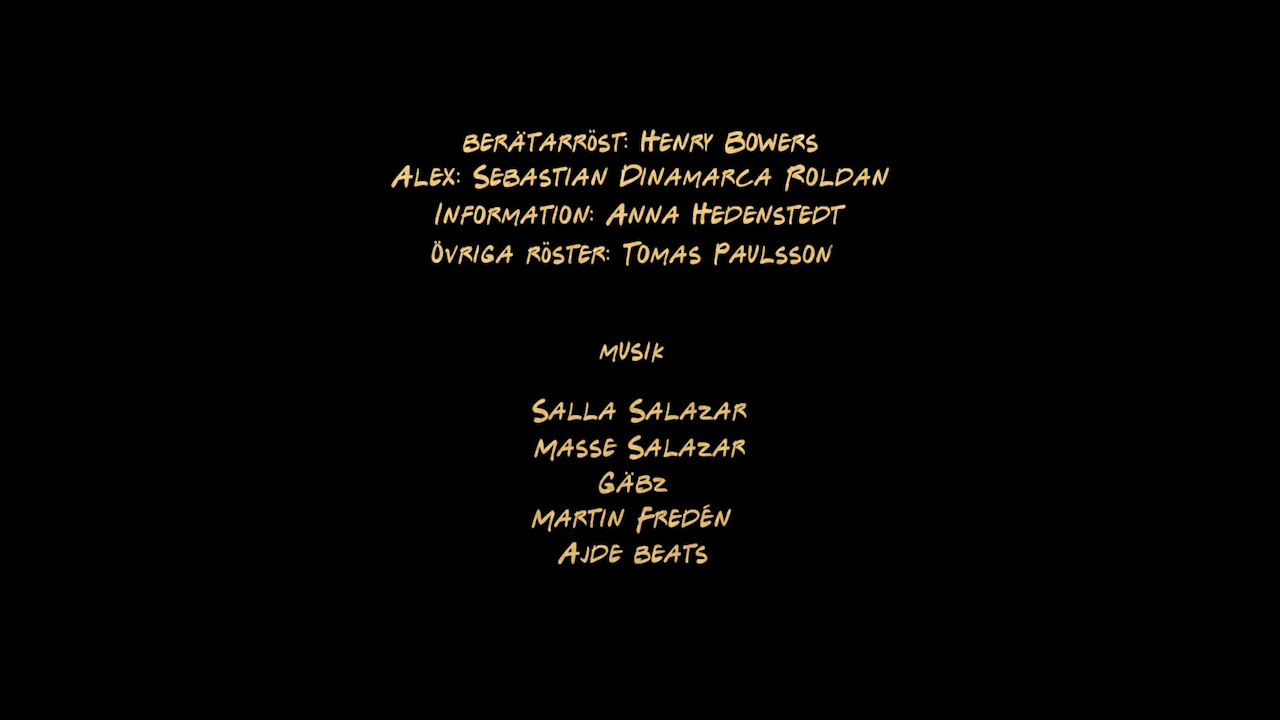 berätarröst: Henry Bowers
Alex: Sebastian Dinamarca Roldan
Information: Anna Hedenstedt
övriga röster: Tomas Paulsson
musik
Salla Salazar
Masse Salazar
Gäbz
Martin Fredén
Ajde beats